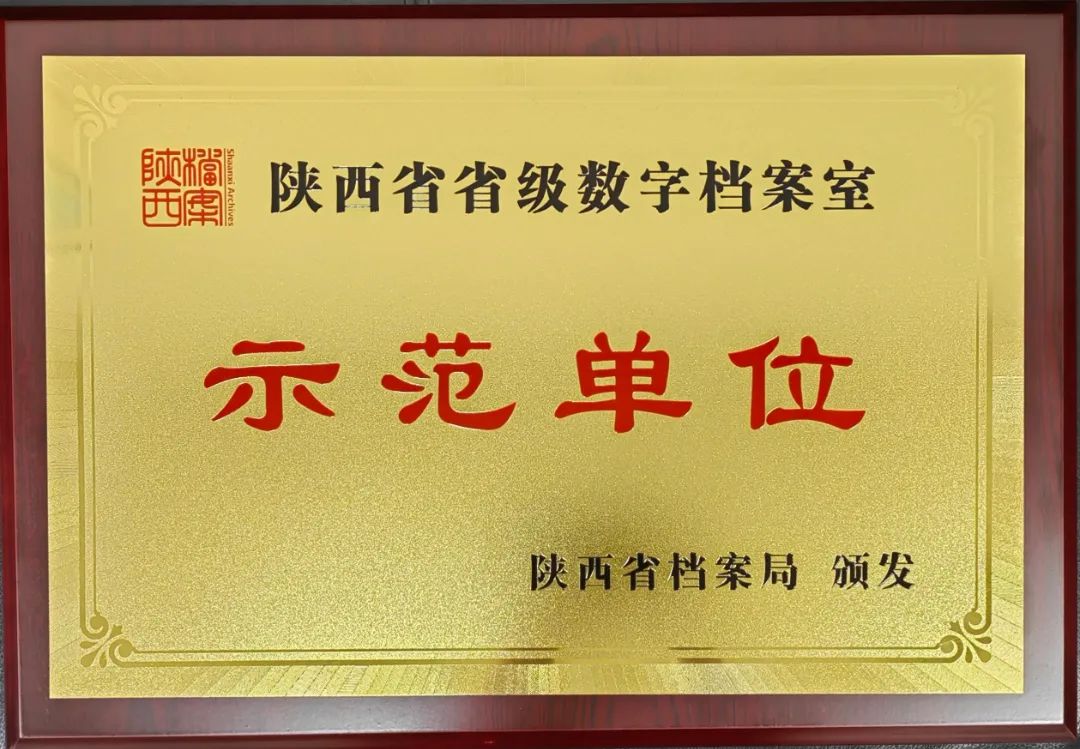 陕西檔案
Shaanxi Archives
陕西省省级数字档案室
示范单位
陕西省档案局 颁发